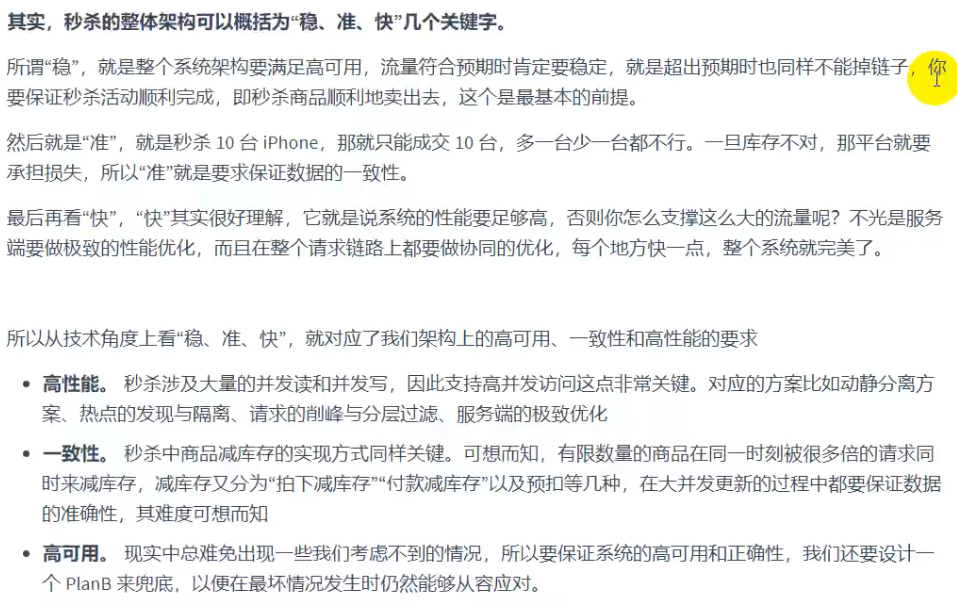 其实，秒杀的整体架构可以概括为“稳、准、快”几个关键字。
所谓“稳”，就是整个系统架构要满足高可用，流量符合预期时肯定要稳定，就是超出预期时也同样不能掉链子，你
要保证秒杀活动顺利完成，即秒杀商品顺利地卖出去，这个是最基本的前提。
然后就是“准”，就是秒杀 10 台 iPhone，那就只能成交 10 台，多一台少一台都不行。一旦库存不对，那平台就要
承担损失，所以“准”就是要求保证数据的一致性。
最后再看“快”，“快”其实很好理解，它就是说系统的性能要足够高，否则你怎么支撑这么大的流量呢？不光是服务
端要做极致的性能优化，而且在整个请求链路上都要做协同的优化，每个地方快一点，整个系统就完美了。
所以从技术角度上看“稳、准、快”，就对应了我们架构上的高可用、一致性和高性能的要求
• 高性能。 秒杀涉及大量的并发读和并发写，因此支持高并发访问这点非常关键。对应的方案比如动静分离方
案、热点的发现与隔离、请求的削峰与分层过滤、服务端的极致优化
• 一致性。 秒杀中商品减库存的实现方式同样关键。可想而知，有限数量的商品在同一时刻被很多倍的请求同
时来减库存，减库存又分为“拍下减库存”“付款减库存”以及预扣等几种，在大并发更新的过程中都要保证数据
的准确性，其难度可想而知
• 高可用。 现实中总难免出现一些我们考虑不到的情况，所以要保证系统的高可用和正确性，我们还要设计一
个 PlanB 来兜底，以便在最坏情况发生时仍然能够从容应对。